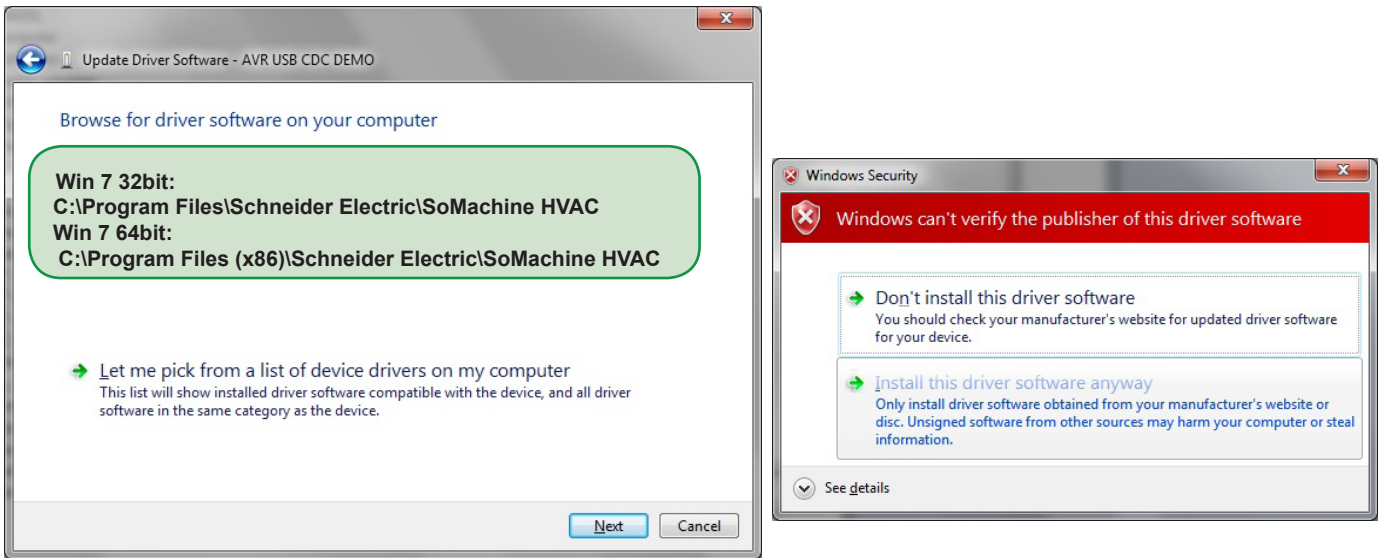 Update Driver Software - AVR USB CDC DEMO
Browse for driver software on your computer
Win 7 32bit:
C:\Program Files\Schneider Electric\SoMachine HVAC
Win 7 64bit:
C:\Program Files (x86)\Schneider Electric\SoMachine HVAC
Let me pick from a list of device drivers on my computer
This list will show installed driver software compatible with the device, and all driver
software in the same category as the device.
Next
Cancel
Windows Security
Windows can't verify the publisher of this driver software
Don't install this driver software
You should check your manufacturer's website for updated driver software
for your device.
Install this driver software anyway
Only install driver software obtained from your manufacturer's website or
disc. Unsigned software from other sources may harm your computer or steal
information.
See details